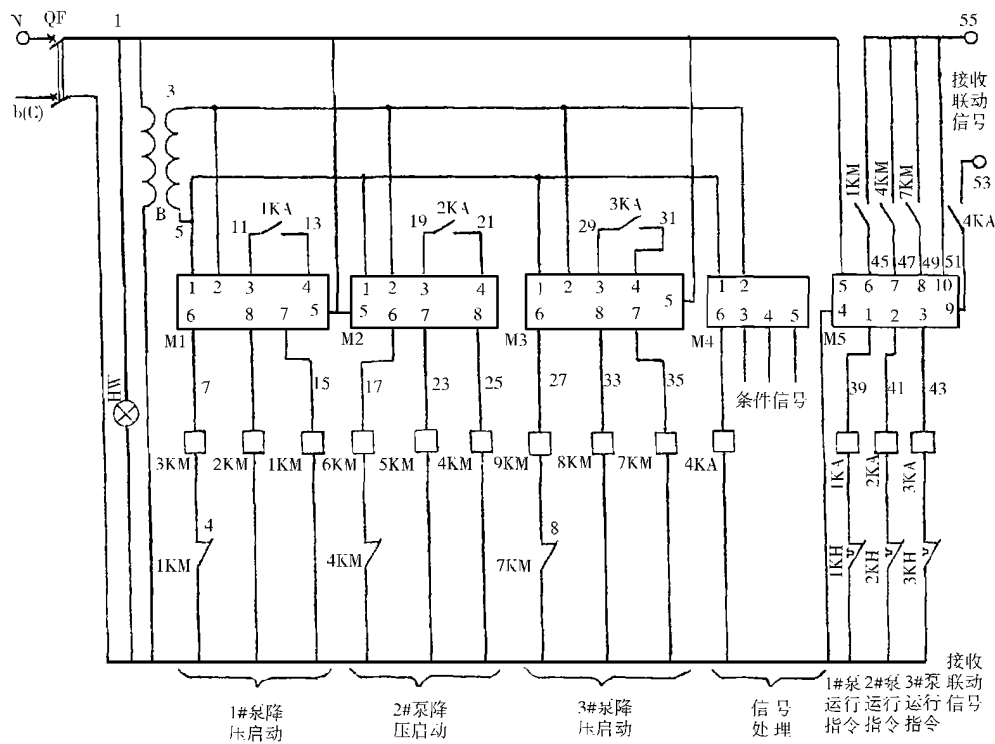 N QF 1 55
b(C)
接收
联动
信号
3
53
1KM 4KM 7KM
4KA
B
5
11 1KA 13
19 2KA 21
29 3KA 31
45 47 49 51
1 2 3 4
6 8 7 5
M1
1 2 3 4
5 6 7 8
M2
1 2 3 4
6 8 7 5
M3
1 2
6 3 4 5
M4
5 6 7 8 10
4 1 2 3 9
M5
HW
7 15 17 23 25 27 33 35
条件信号
39 41 43
3KM 2KM 1KM 6KM 5KM 4KM 9KM 8KM 7KM 4KA
1KA 2KA 3KA
4
1KM
4KM
8
7KM
1KH 2KH 3KH
1#泵降
压启动
2#泵降
压启动
3#泵降
压启动
信号
处理
1#泵
运行
指令
2#泵
运行
指令
3#泵
运行
指令
接收
联动
信号